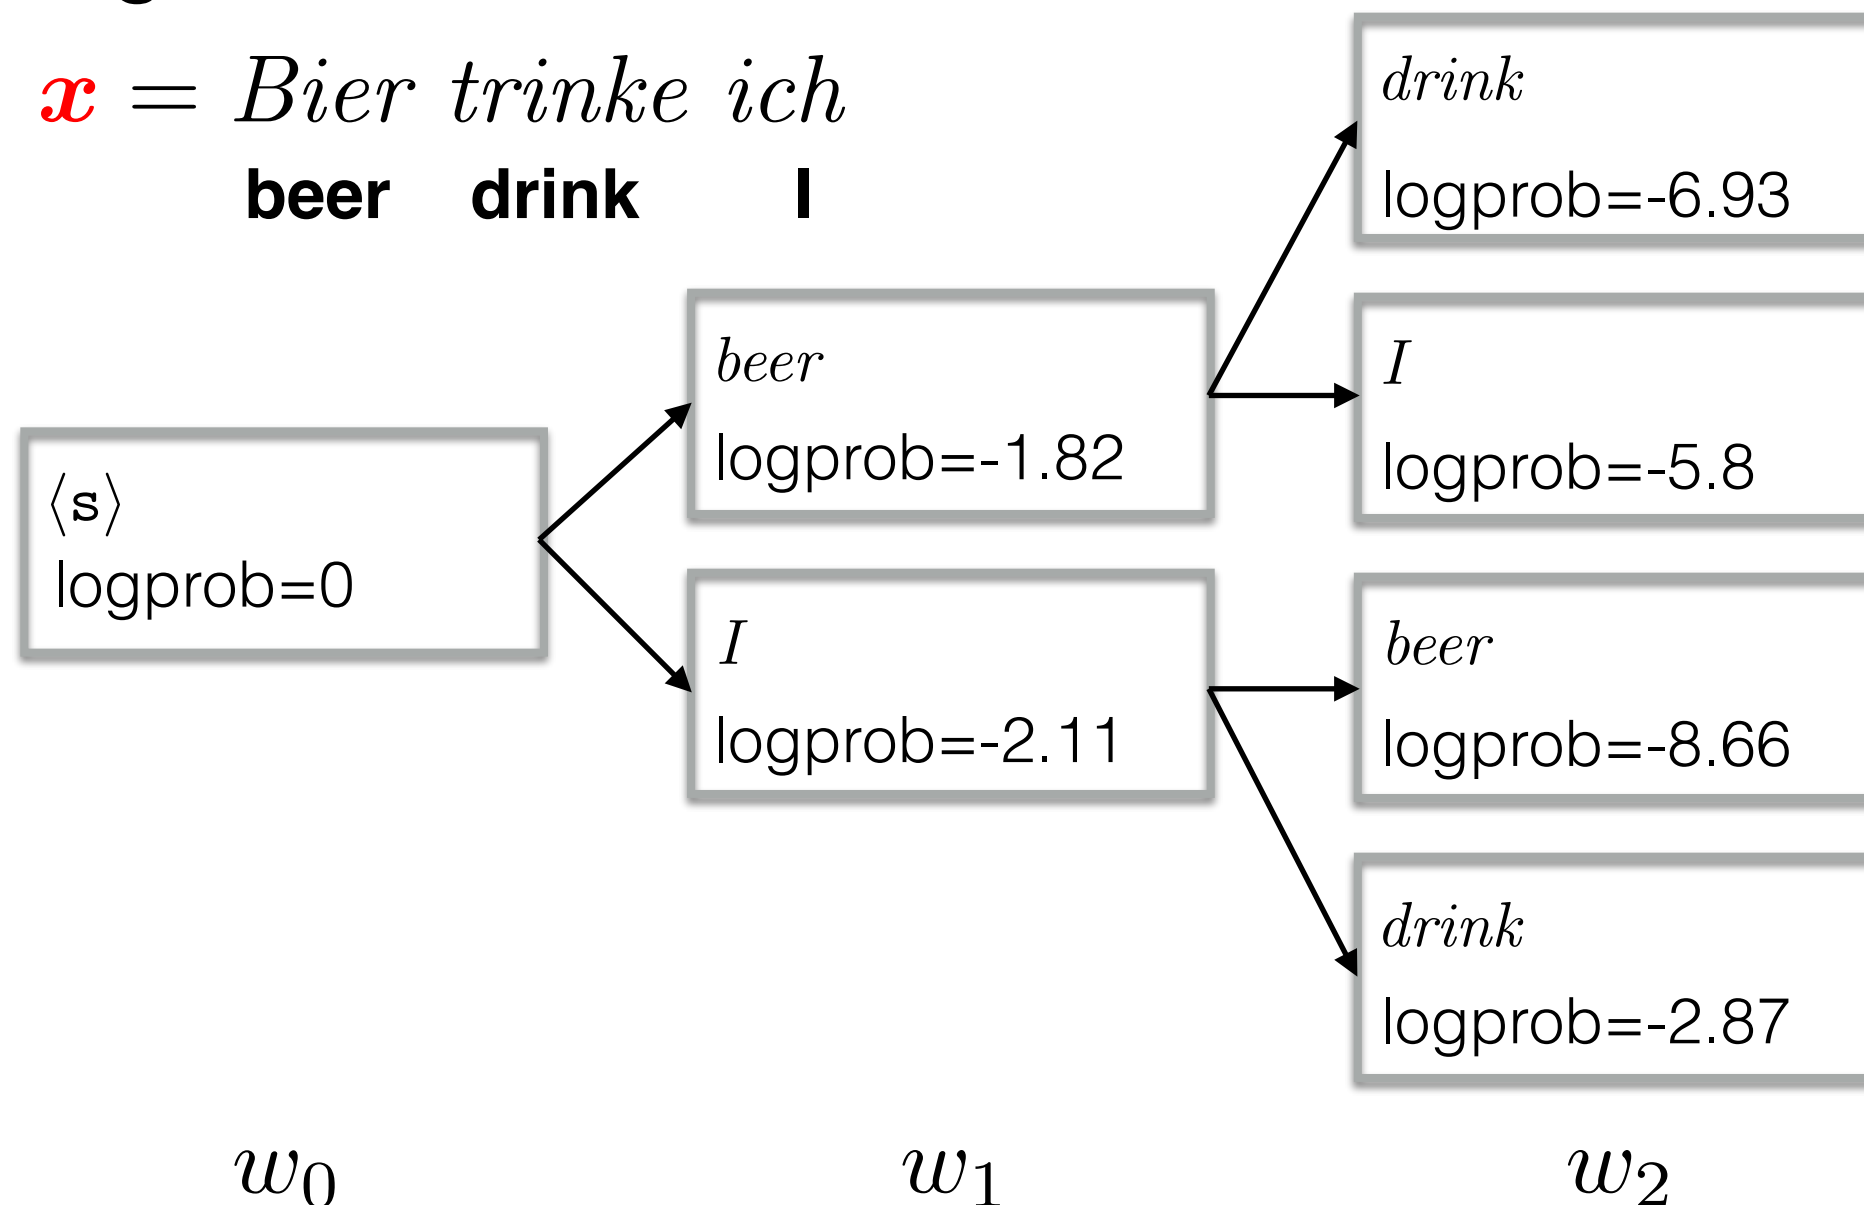 x = Bier trinke ich
beer drink I
⟨s⟩
logprob=0
beer
logprob=-1.82
I
logprob=-2.11
drink
logprob=-6.93
I
logprob=-5.8
beer
logprob=-8.66
drink
logprob=-2.87
w₀ w₁ w₂